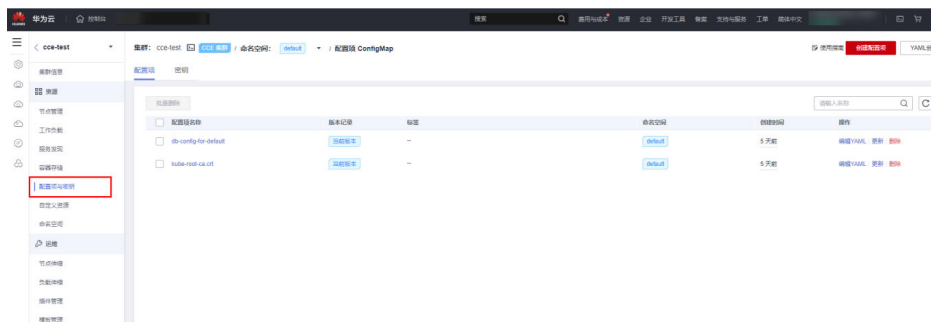 HUAWEI 华为云 控制台 搜索 费用与成本 资源 企业 开发工具 备案 支持与服务 工单 简体中文
cce-test 集群: cce-test CCE 集群 / 命名空间: default / 配置项 ConfigMap 使用指南 创建配置项 YAML创
配置项 密钥
集群信息
资源
批量删除 请输入名称
节点管理
配置项名称 版本记录 标签 命名空间 创建时间 操作
工作负载
db-config-for-default 当前版本 -- default 5 天前 编辑YAML 更新 删除
服务发现
kube-root-ca.crt 当前版本 -- default 5 天前 编辑YAML 更新 删除
容器存储
配置项与密钥
自定义资源
命名空间
运维
节点伸缩
负载伸缩
插件管理
模板管理